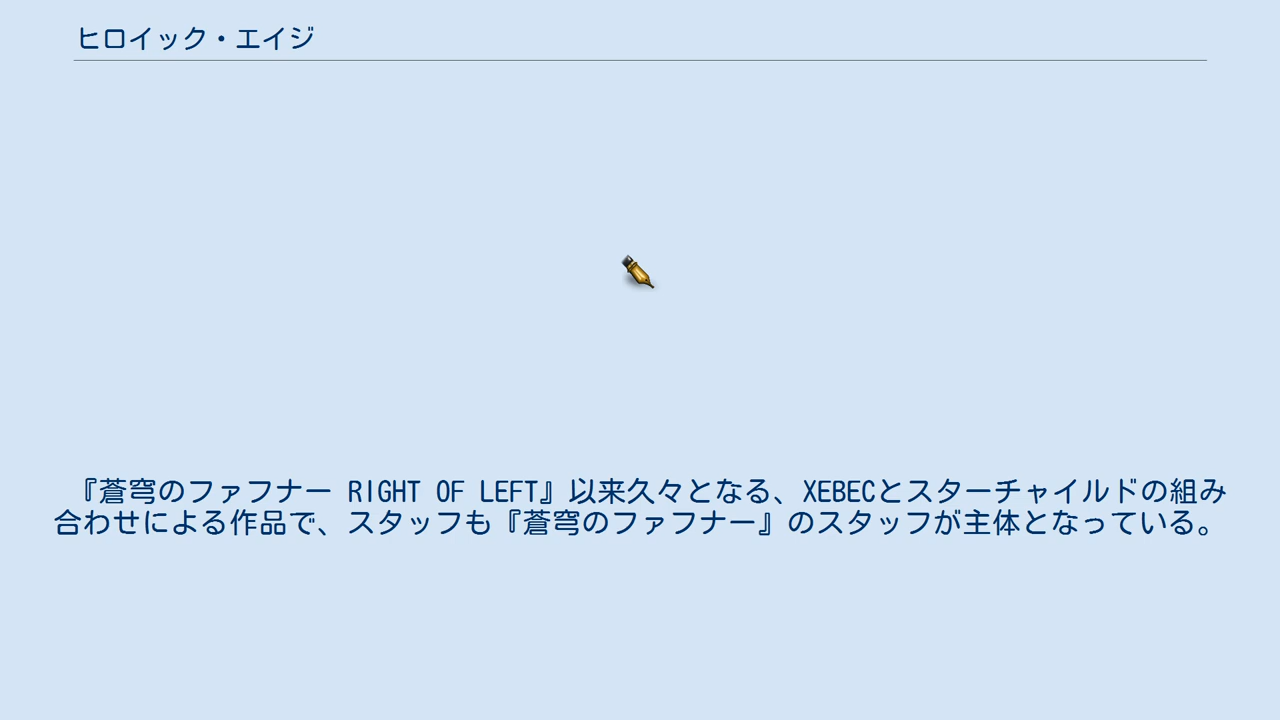 ヒロイック・エイジ
『蒼穹のファフナー RIGHT OF LEFT』以来久々となる、XEBECとスターチャイルドの組み
合わせによる作品で、スタッフも『蒼穹のファフナー』のスタッフが主体となっている。